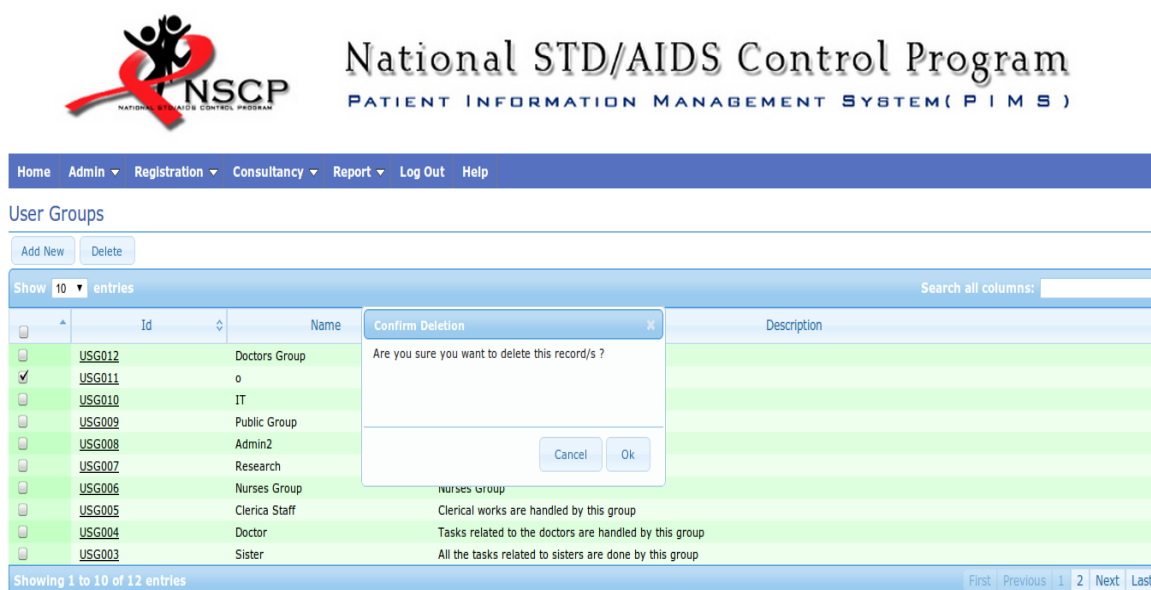 NSCP
NATIONAL STD/AIDS CONTROL PROGRAM
National STD/AIDS Control Program
PATIENT INFORMATION MANAGEMENT SYSTEM( P I M S )
Home Admin Registration Consultancy Report Log Out Help
User Groups
Add New Delete
Show 10 entries Search all columns:
Id Name Description
Confirm Deletion x
Are you sure you want to delete this record/s ?
Cancel Ok
USG012 Doctors Group
USG011 o
USG010 IT
USG009 Public Group
USG008 Admin2
USG007 Research
USG006 Nurses Group Nurses Group
USG005 Clerica Staff Clerical works are handled by this group
USG004 Doctor Tasks related to the doctors are handled by this group
USG003 Sister All the tasks related to sisters are done by this group
Showing 1 to 10 of 12 entries First Previous 1 2 Next Last